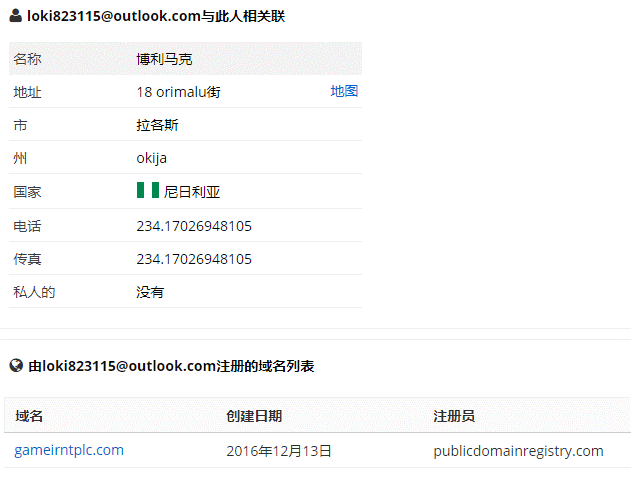 loki823115@outlook.com与此人相关联
名称 博利马克
地址 18 orimalu街 地图
市 拉各斯
州 okija
国家 尼日利亚
电话 234.17026948105
传真 234.17026948105
私人的 没有
由loki823115@outlook.com注册的域名列表
域名 创建日期 注册员
gameirntplc.com 2016年12月13日 publicdomainregistry.com